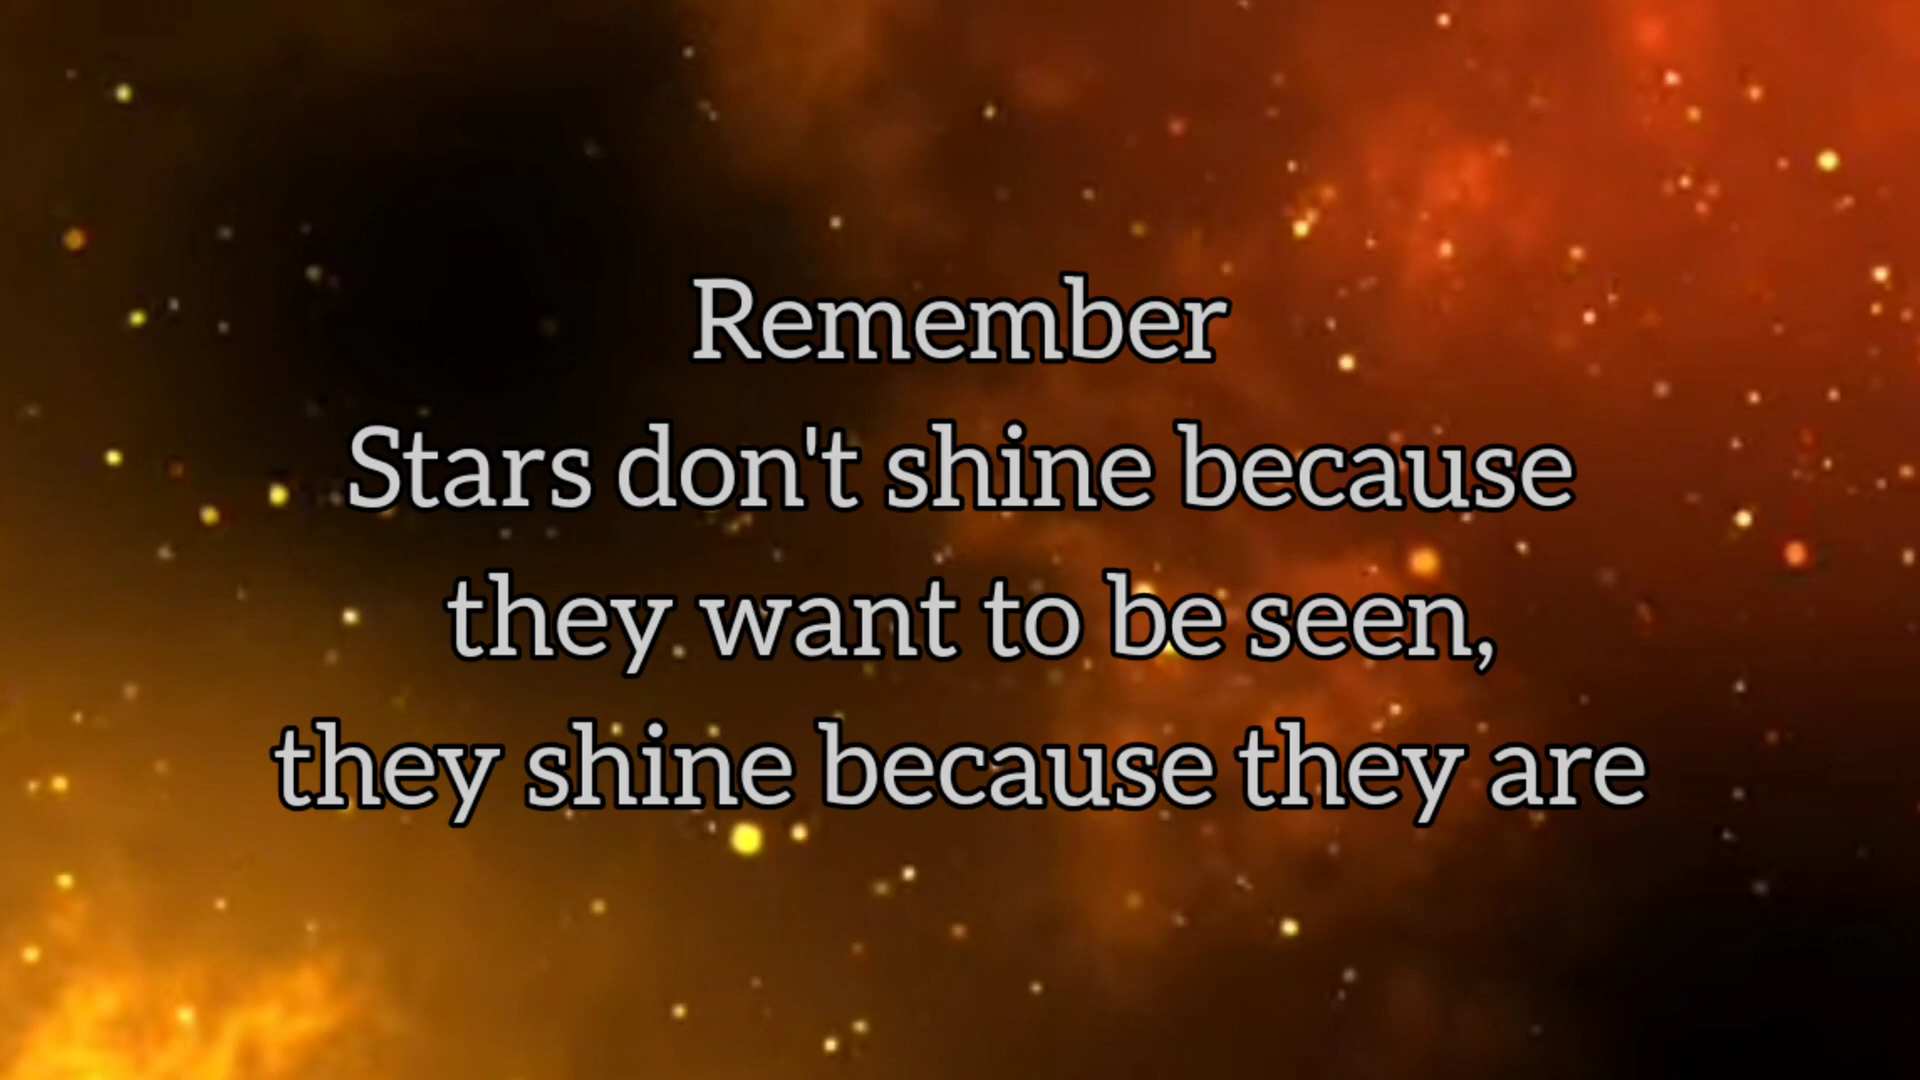 Remember
Stars don't shine because
they want to be seen,
they shine because they are